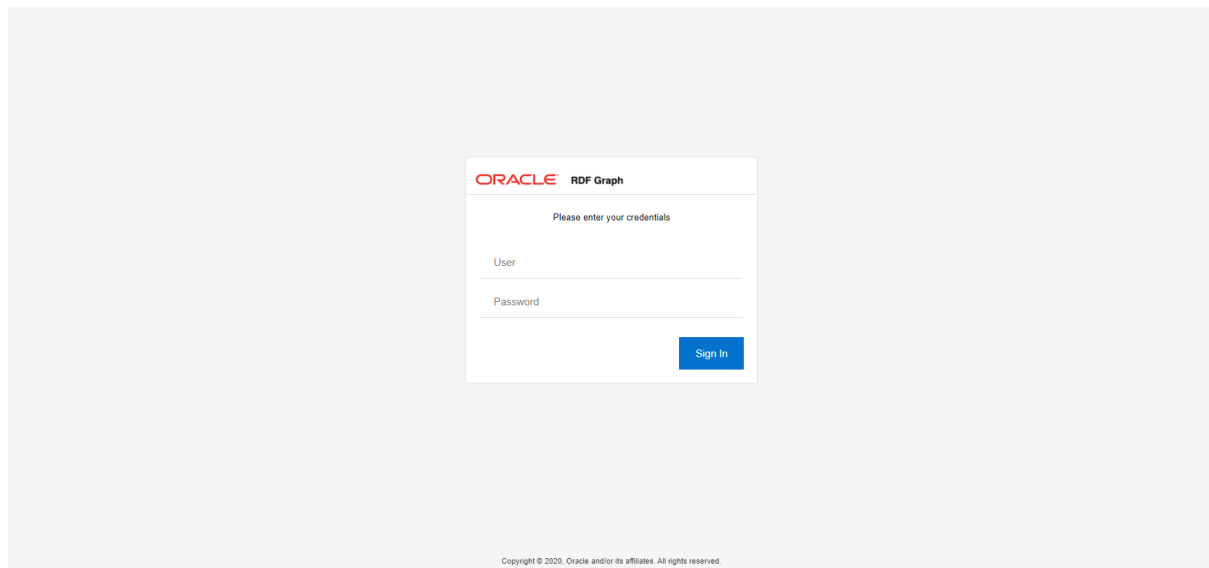 ORACLE RDF Graph
Please enter your credentials
User
Password
Sign In
Copyright © 2020, Oracle and/or its affiliates. All rights reserved.